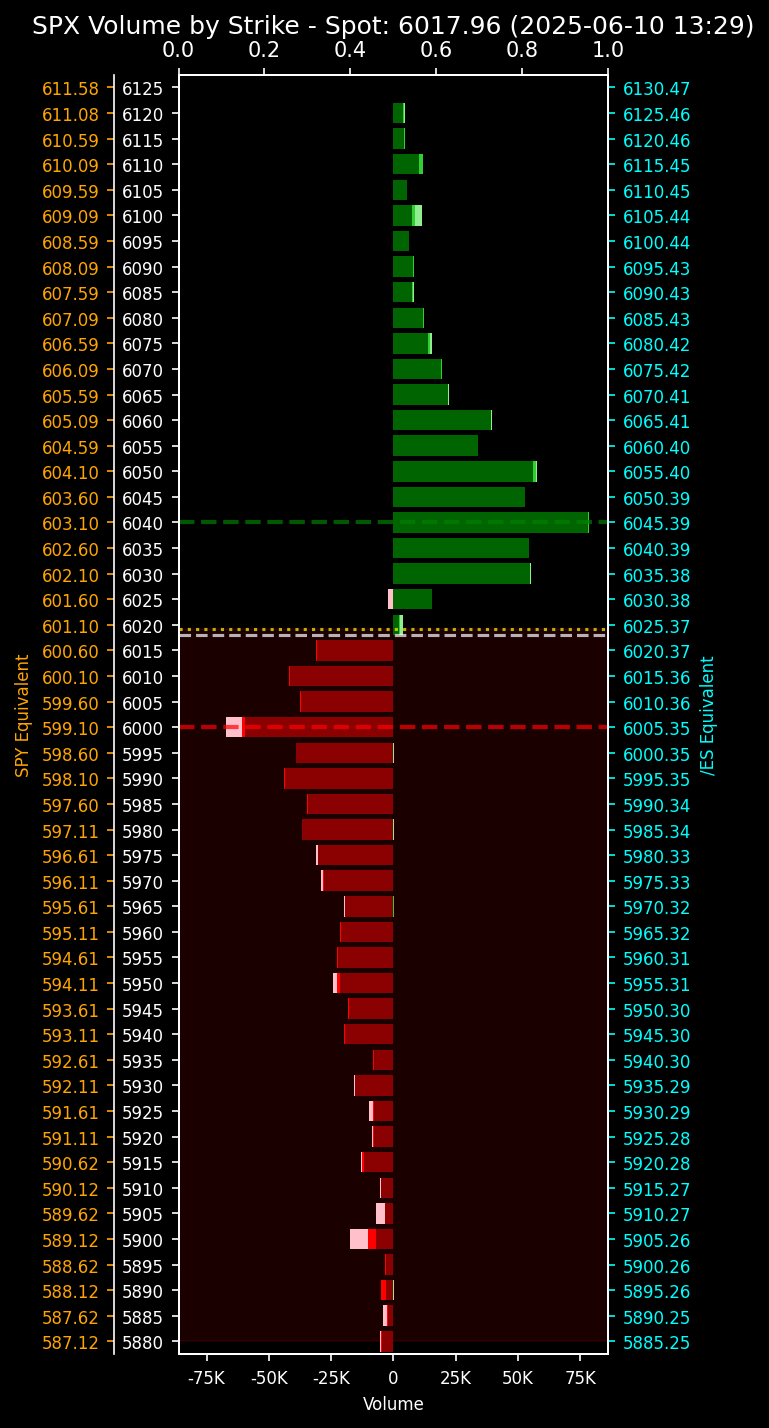 SPX Volume by Strike - Spot: 6017.96 (2025-06-10 13:29)
0.0 0.2 0.4 0.6 0.8 1.0
611.58 6125 6130.47
611.08 6120 6125.46
610.59 6115 6120.46
610.09 6110 6115.45
609.59 6105 6110.45
609.09 6100 6105.44
608.59 6095 6100.44
608.09 6090 6095.43
607.59 6085 6090.43
607.09 6080 6085.43
606.59 6075 6080.42
606.09 6070 6075.42
605.59 6065 6070.41
605.09 6060 6065.41
604.59 6055 6060.40
604.10 6050 6055.40
603.60 6045 6050.39
603.10 6040 6045.39
602.60 6035 6040.39
602.10 6030 6035.38
601.60 6025 6030.38
601.10 6020 6025.37
600.60 6015 6020.37
600.10 6010 6015.36
599.60 6005 6010.36
599.10 6000 6005.35
598.60 5995 6000.35
598.10 5990 5995.35
597.60 5985 5990.34
597.11 5980 5985.34
596.61 5975 5980.33
596.11 5970 5975.33
595.61 5965 5970.32
595.11 5960 5965.32
594.61 5955 5960.31
594.11 5950 5955.31
593.61 5945 5950.30
593.11 5940 5945.30
592.61 5935 5940.30
592.11 5930 5935.29
591.61 5925 5930.29
591.11 5920 5925.28
590.62 5915 5920.28
590.12 5910 5915.27
589.62 5905 5910.27
589.12 5900 5905.26
588.62 5895 5900.26
588.12 5890 5895.26
587.62 5885 5890.25
587.12 5880 5885.25
SPY Equivalent
/ES Equivalent
-75K -50K -25K 0 25K 50K 75K
Volume